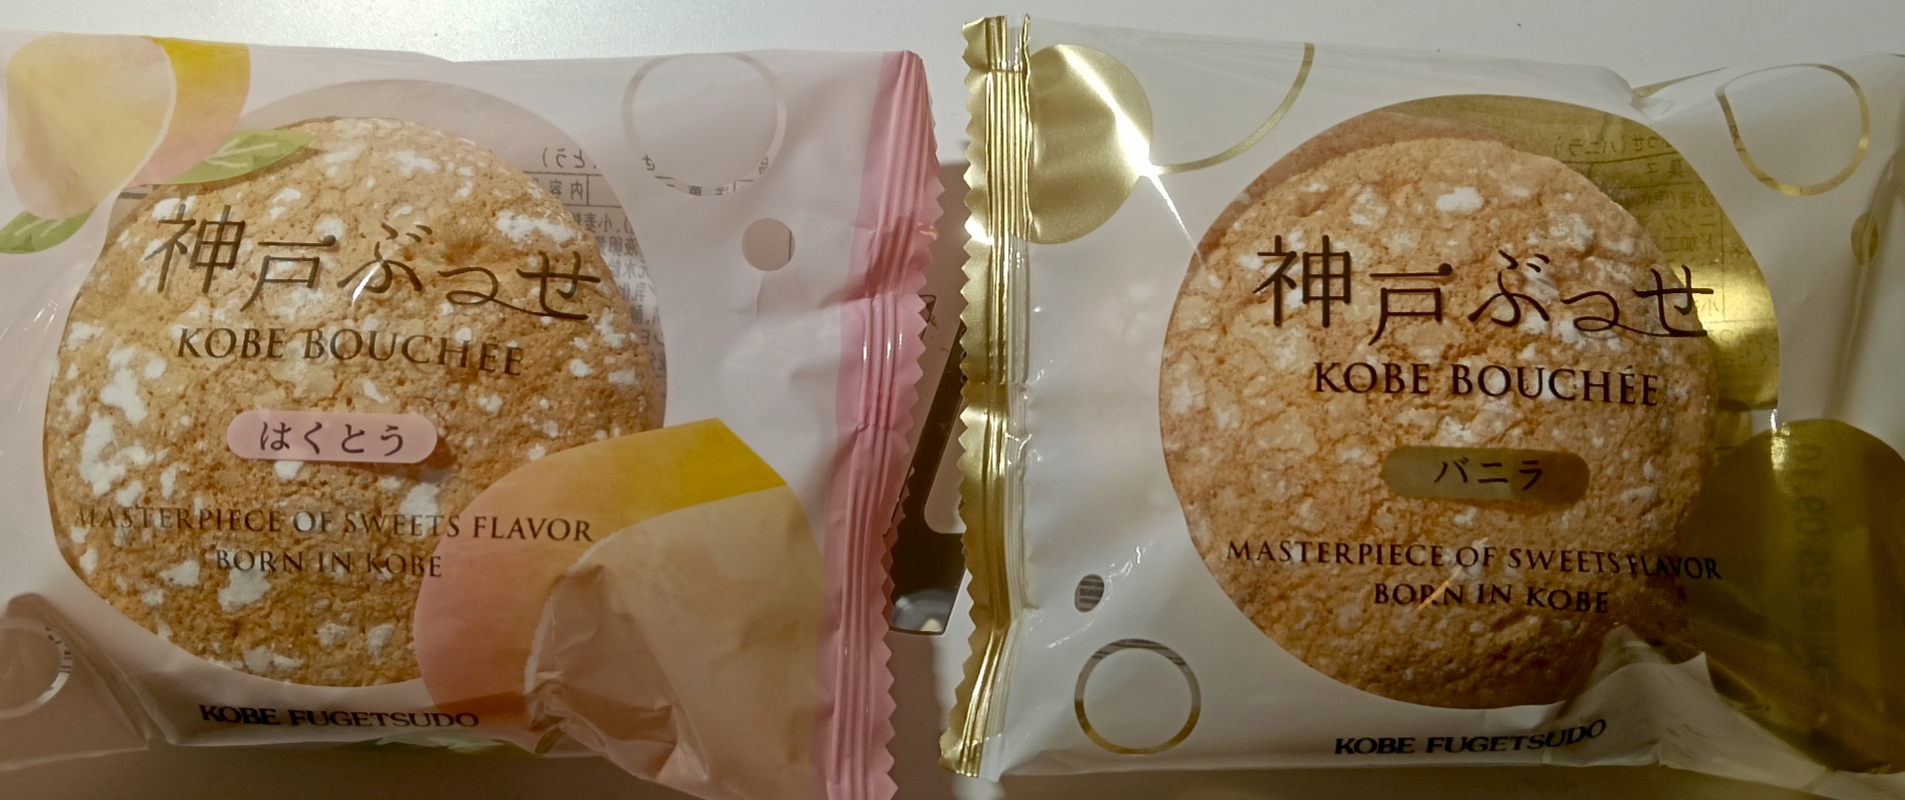 神戸ぶっせ
KOBE BOUCHÉE
はくとう
MASTERPIECE OF SWEETS FLAVOR
BORN IN KOBE
KOBE FUGETSUDO
神戸ぶっせ
KOBE BOUCHÉE
バニラ
MASTERPIECE OF SWEETS FLAVOR
BORN IN KOBE
KOBE FUGETSUDO